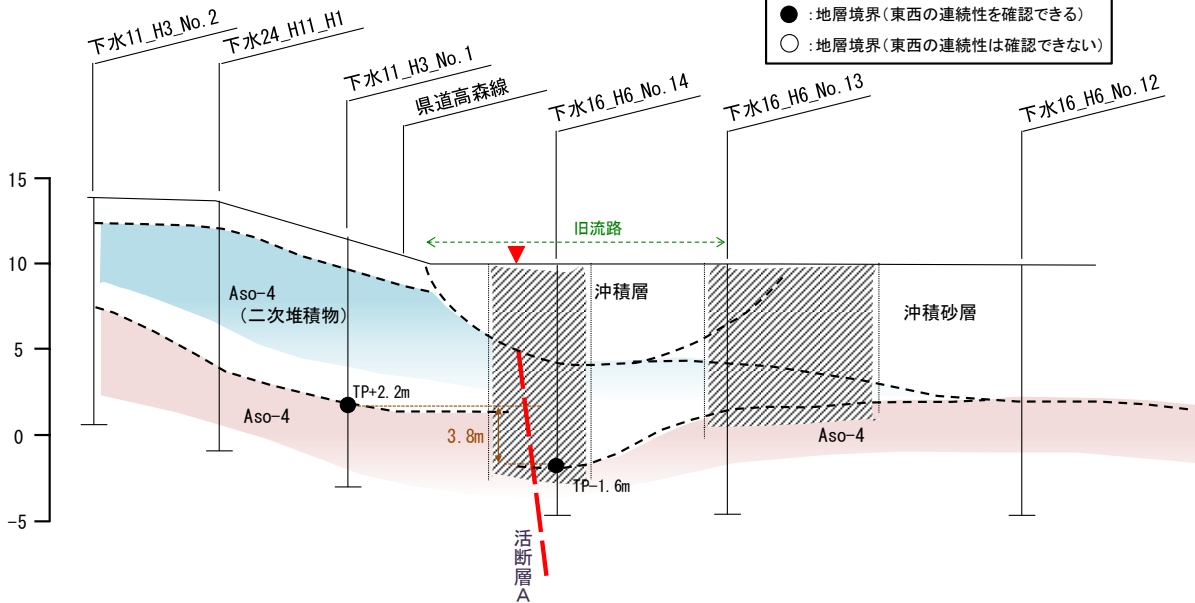 ●:地層境界(東西の連続性を確認できる)
○:地層境界(東西の連続性は確認できない)
下水11_H3_No.2
下水24_H11_H1
下水11_H3_No.1
県道高森線
下水16_H6_No.14
下水16_H6_No.13
下水16_H6_No.12
15
10
5
0
-5
旧流路
沖積層
沖積砂層
Aso-4
(二次堆積物)
TP+2.2m
Aso-4
3.8m
Aso-4
TP-1.6m
活断層A